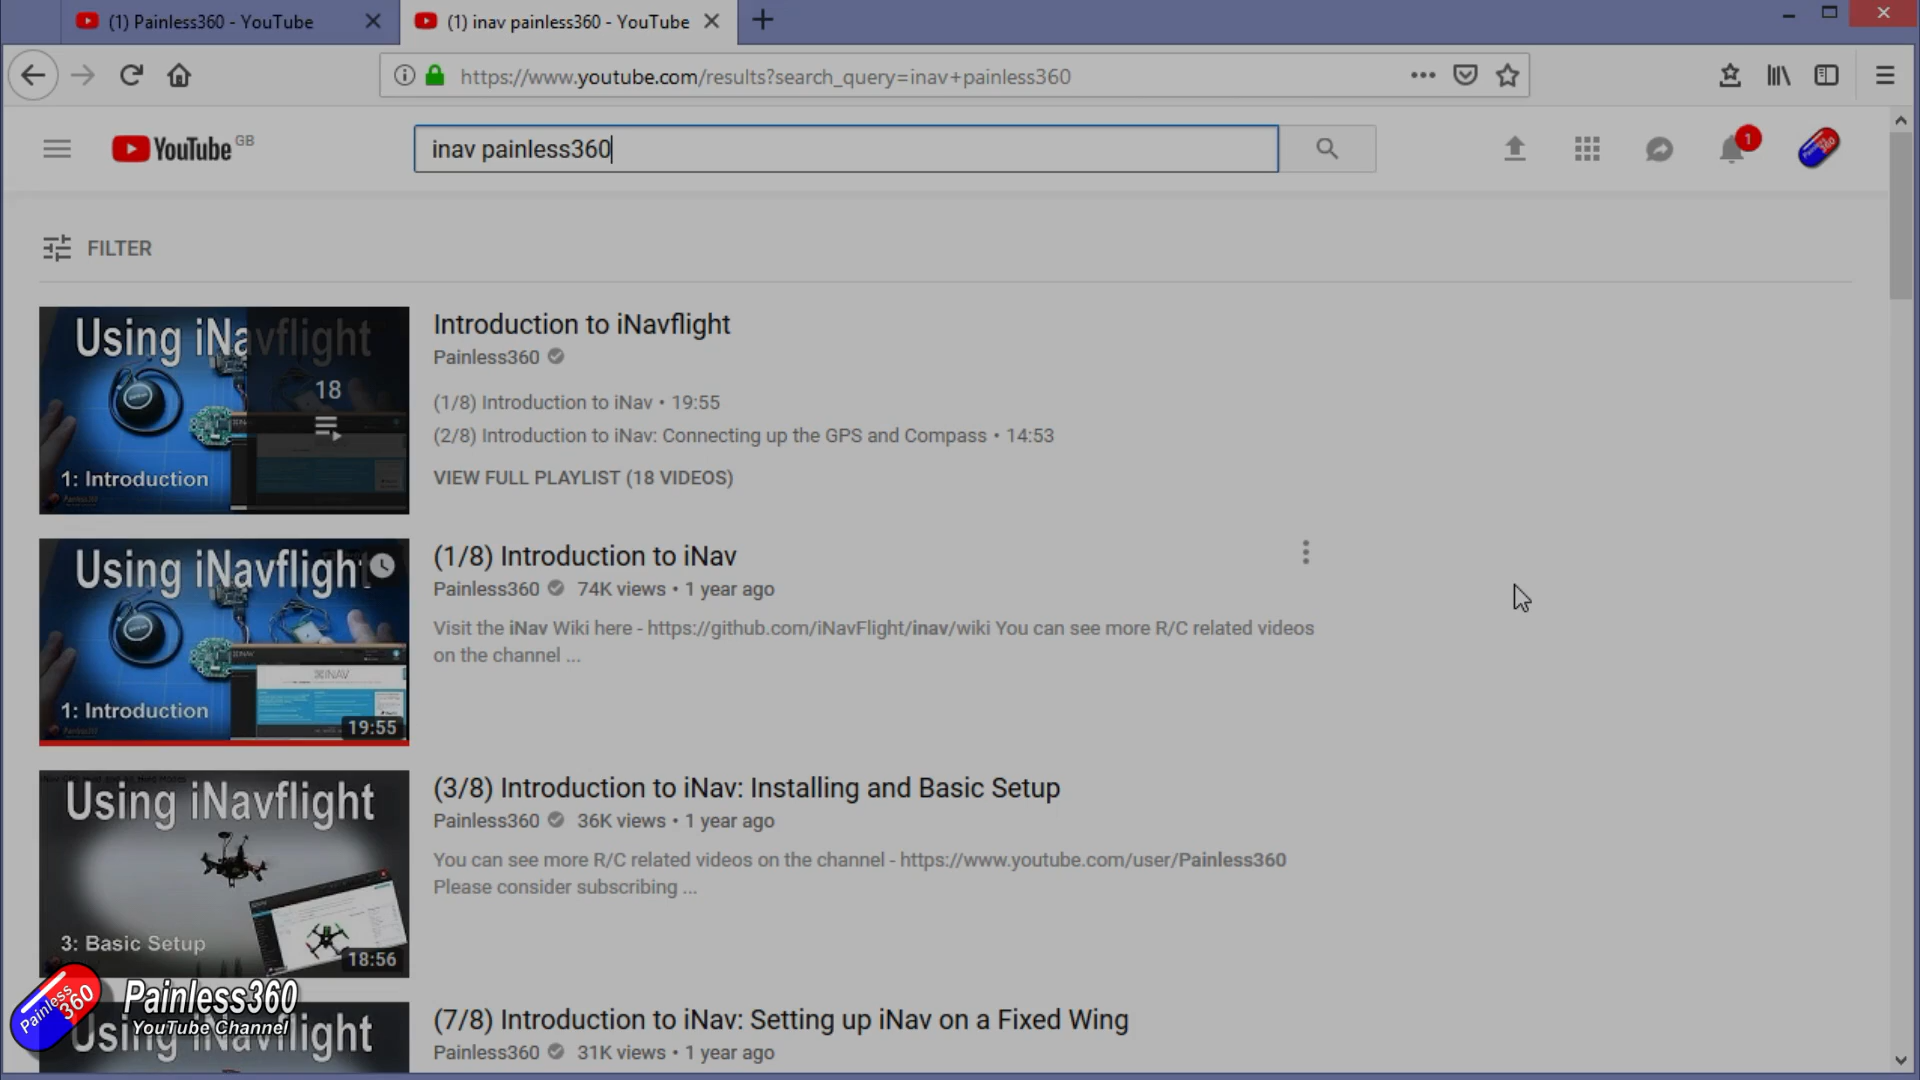 (1) Painless360 - YouTube
(1) inav painless360 - YouTube
https://www.youtube.com/results?search_query=inav+painless360
YouTube GB
inav painless360
1
FILTER
Using iNavflight
18
1: Introduction
Introduction to iNavflight
Painless360
(1/8) Introduction to iNav • 19:55
(2/8) Introduction to iNav: Connecting up the GPS and Compass • 14:53
VIEW FULL PLAYLIST (18 VIDEOS)
Using iNavflight
INAV
1: Introduction
19:55
(1/8) Introduction to iNav
Painless360 74K views • 1 year ago
Visit the iNav Wiki here - https://github.com/iNavFlight/inav/wiki You can see more R/C related videos
on the channel ...
Using iNavflight
3: Basic Setup
18:56
(3/8) Introduction to iNav: Installing and Basic Setup
Painless360 36K views • 1 year ago
You can see more R/C related videos on the channel - https://www.youtube.com/user/Painless360
Please consider subscribing ...
Painless 360
Painless360
YouTube Channel
Using iNavflight
(7/8) Introduction to iNav: Setting up iNav on a Fixed Wing
Painless360 31K views • 1 year ago